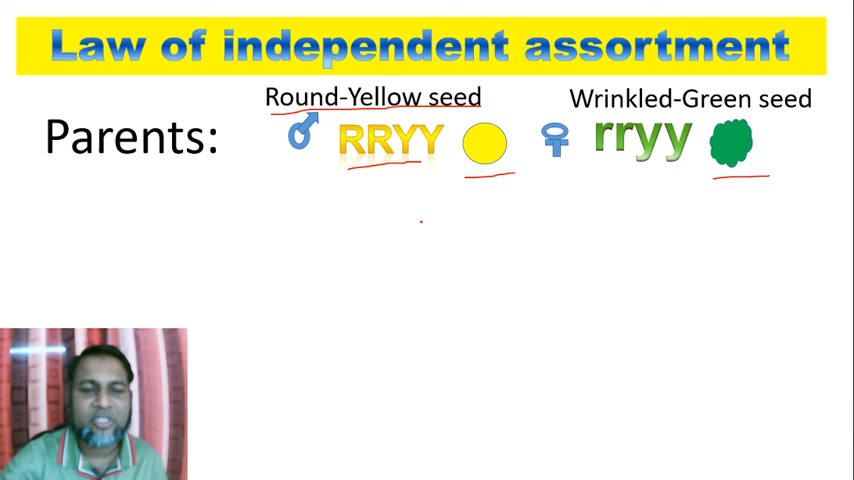 Law of independent assortment
Round-Yellow seed
Wrinkled-Green seed
Parents:
RRYY
rryy